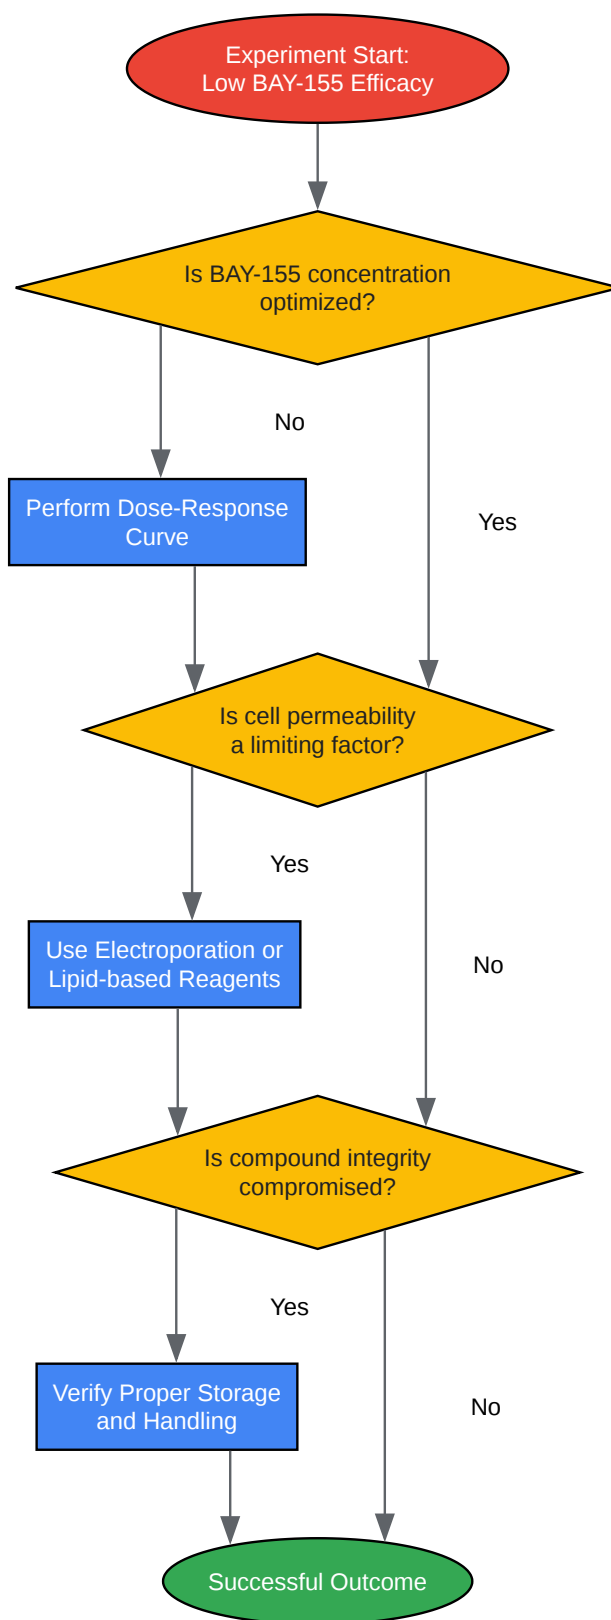 Experiment Start:
Low BAY-155 Efficacy
Is BAY-155 concentration
optimized?
No
Perform Dose-Response
Curve
Yes
Is cell permeability
a limiting factor?
Yes
Use Electroporation or
Lipid-based Reagents
No
Is compound integrity
compromised?
Yes
Verify Proper Storage
and Handling
No
Successful Outcome